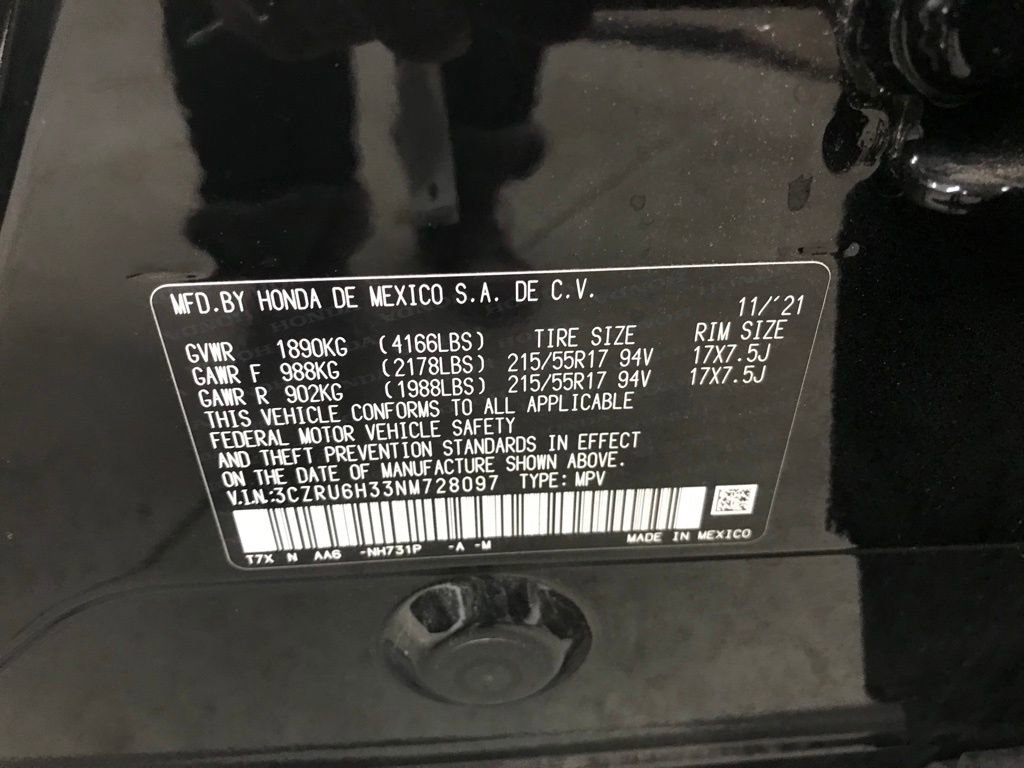 MFD.BY HONDA DE MEXICO S.A. DE C.V. 11/'21
GVWR 1890KG (4166LBS) TIRE SIZE RIM SIZE
GAWR F 988KG (2178LBS) 215/55R17 94V 17X7.5J
GAWR R 902KG (1988LBS) 215/55R17 94V 17X7.5J
THIS VEHICLE CONFORMS TO ALL APPLICABLE
FEDERAL MOTOR VEHICLE SAFETY
AND THEFT PREVENTION STANDARDS IN EFFECT
ON THE DATE OF MANUFACTURE SHOWN ABOVE.
V.I.N:3CZRU6H33NM728097 TYPE: MPV
T7X N AA6 -NH731P -A -M MADE IN MEXICO